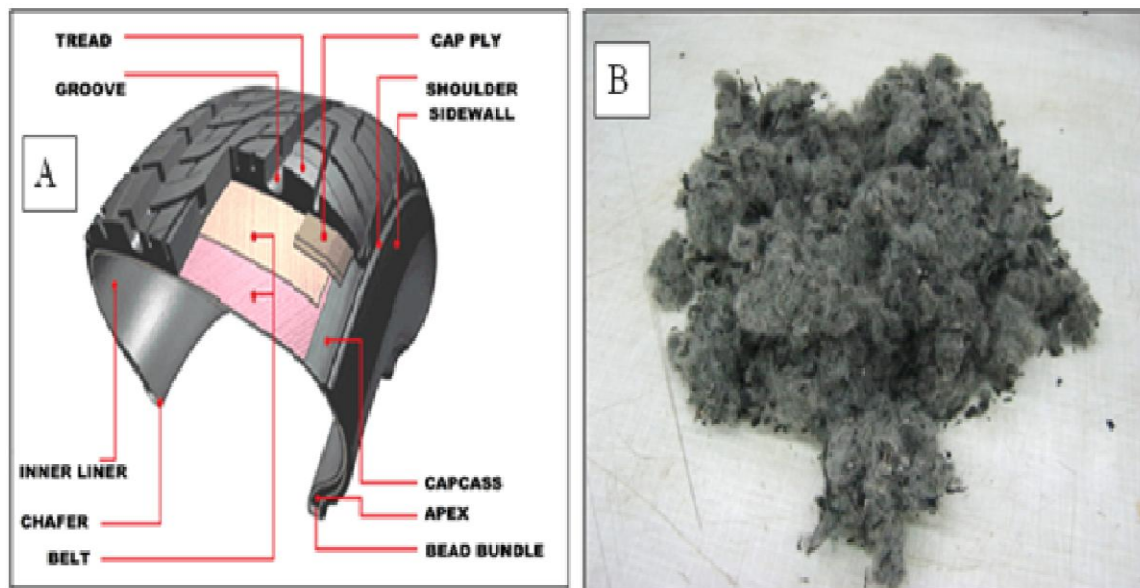 TREAD
GROOVE
A
CAP PLY
SHOULDER
SIDEWALL
INNER LINER
CHAFER
BELT
CAPCASS
APEX
BEAD BUNDLE
B